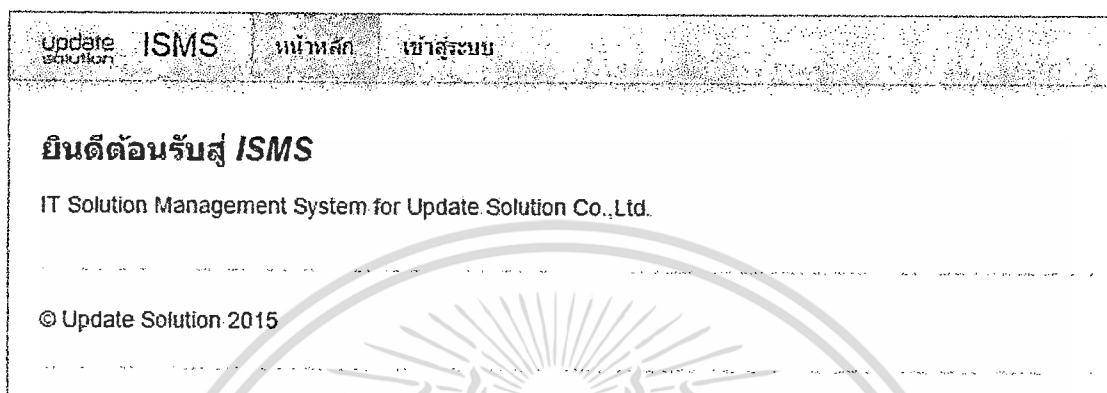 update solution ISMS หน้าหลัก เข้าสู่ระบบ
ยินดีต้อนรับสู่ ISMS
IT Solution Management System for Update Solution Co.,Ltd.
© Update Solution 2015